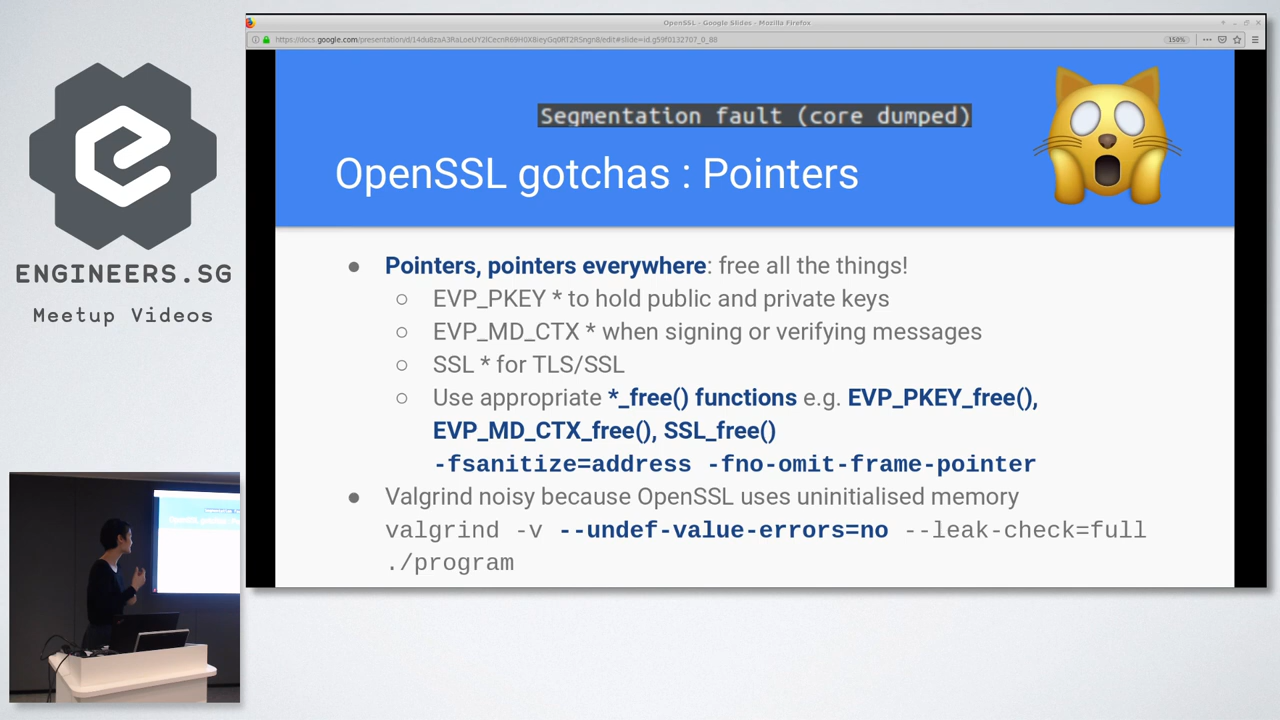 OpenSSL - Google Slides - Mozilla Firefox
150%
Segmentation fault (core dumped)
OpenSSL gotchas : Pointers
● Pointers, pointers everywhere: free all the things!
○ EVP_PKEY * to hold public and private keys
○ EVP_MD_CTX * when signing or verifying messages
○ SSL * for TLS/SSL
○ Use appropriate *_free() functions e.g. EVP_PKEY_free(),
EVP_MD_CTX_free(), SSL_free()
-fsanitize=address -fno-omit-frame-pointer
● Valgrind noisy because OpenSSL uses uninitialised memory
valgrind -v --undef-value-errors=no --leak-check=full
./program
ENGINEERS.SG
Meetup Videos